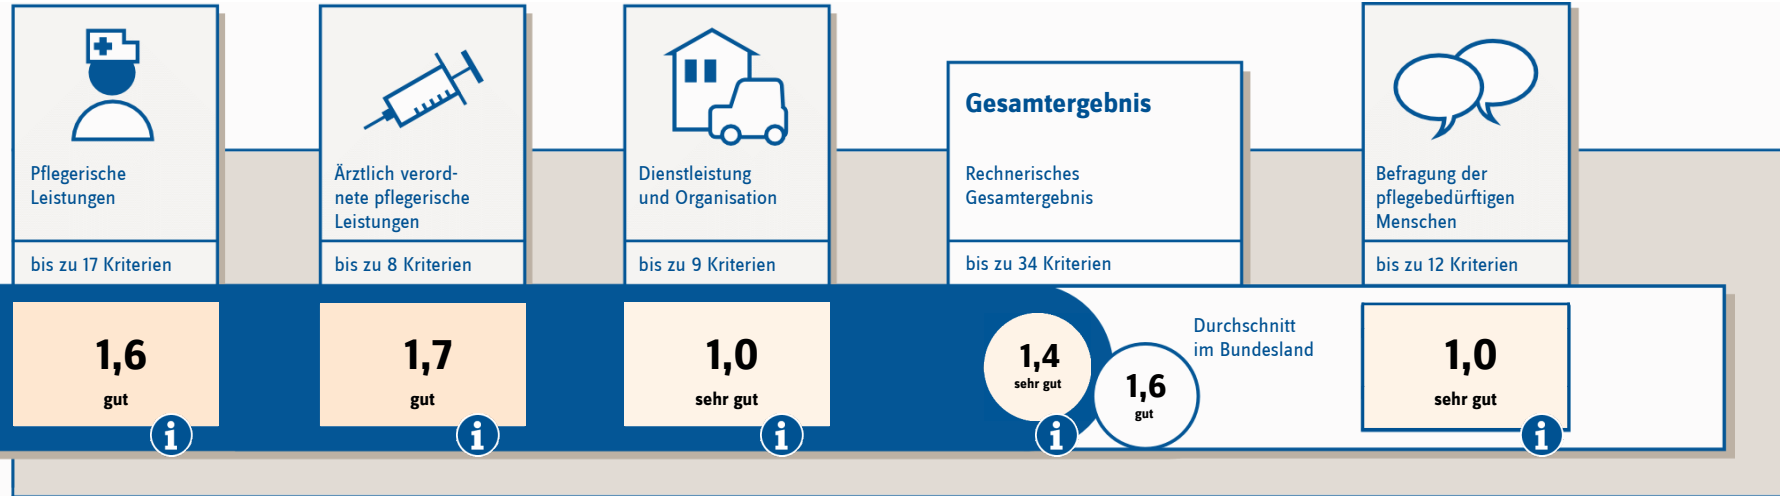 Pflegerische
Leistungen
bis zu 17 Kriterien
1,6
gut
i
Ärztlich verord-
nete pflegerische
Leistungen
bis zu 8 Kriterien
1,7
gut
i
Dienstleistung
und Organisation
bis zu 9 Kriterien
1,0
sehr gut
i
Gesamtergebnis
Rechnerisches
Gesamtergebnis
bis zu 34 Kriterien
1,4
sehr gut
i
Durchschnitt
im Bundesland
1,6
gut
Befragung der
pflegebedürftigen
Menschen
bis zu 12 Kriterien
1,0
sehr gut
i